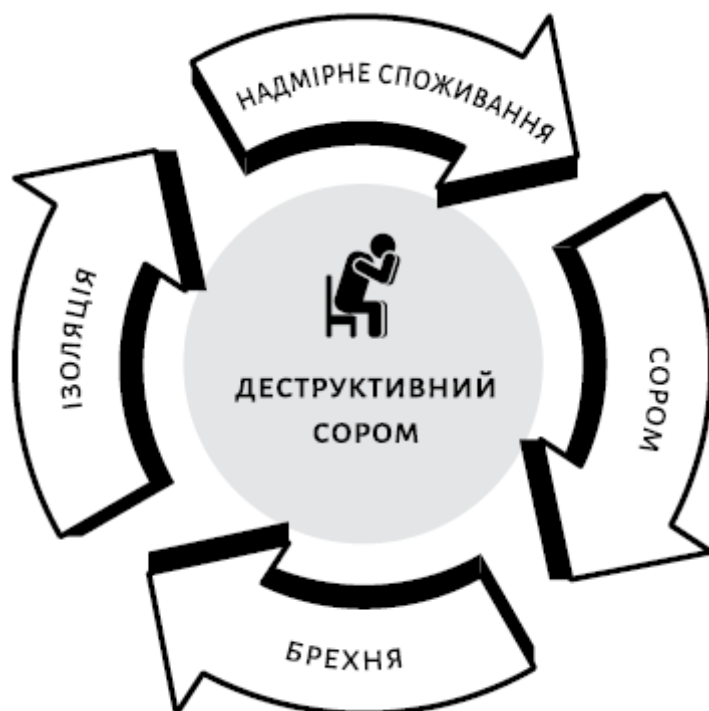 НАДМІРНЕ СПОЖИВАННЯ
СОРОМ
БРЕХНЯ
ІЗОЛЯЦІЯ
ДЕСТРУКТИВНИЙ
СОРОМ